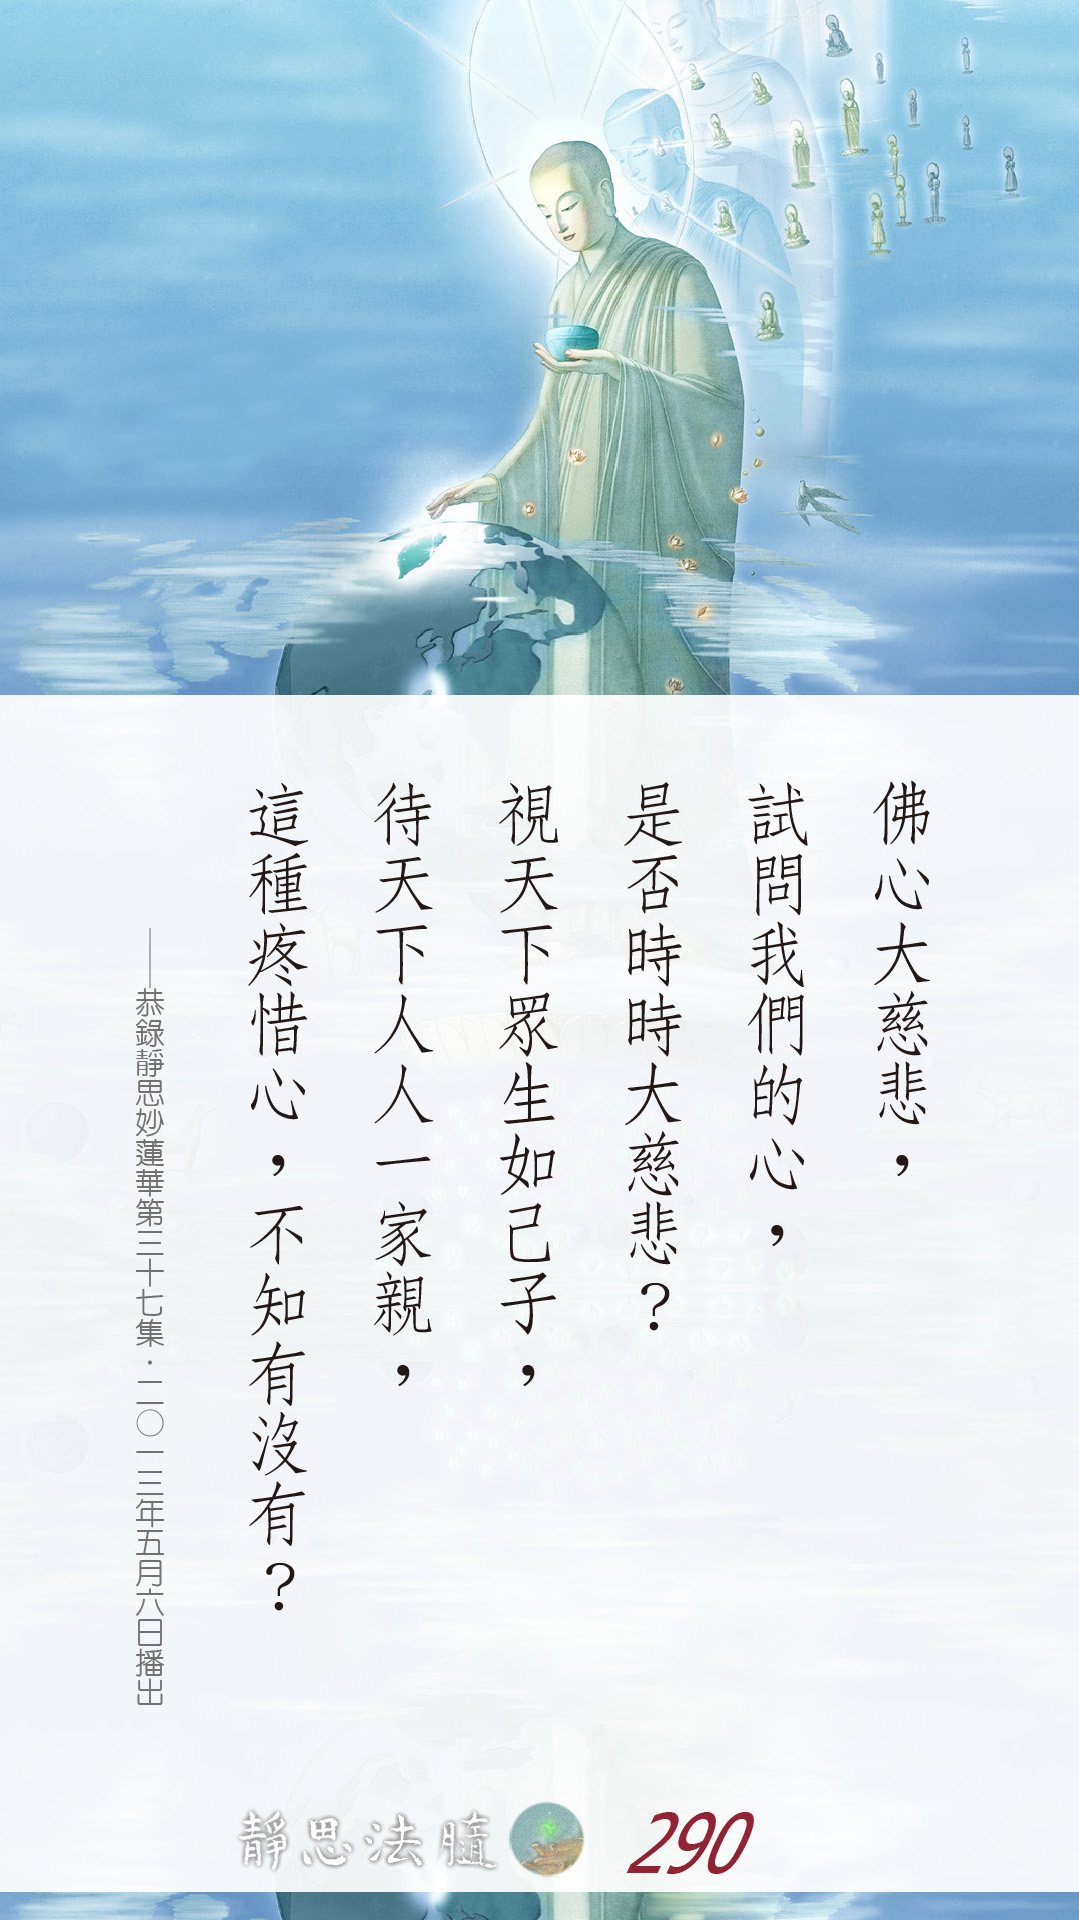 佛心大慈悲，
試問我們的心，
是否時時大慈悲？
視天下眾生如己子，
待天下人人一家親，
這種疼惜心，不知有沒有？
——恭錄靜思妙蓮華第三十七集．二〇一三年五月六日播出
靜思法髓
290